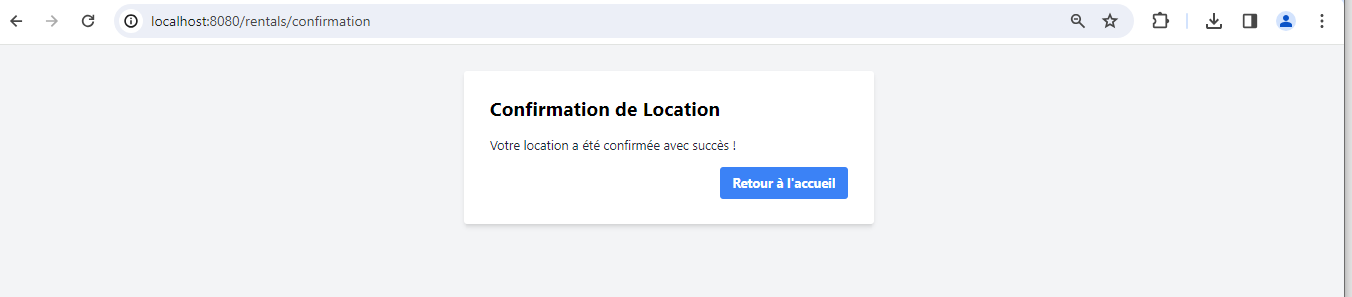 localhost:8080/rentals/confirmation
Confirmation de Location
Votre location a été confirmée avec succès !
Retour à l'accueil